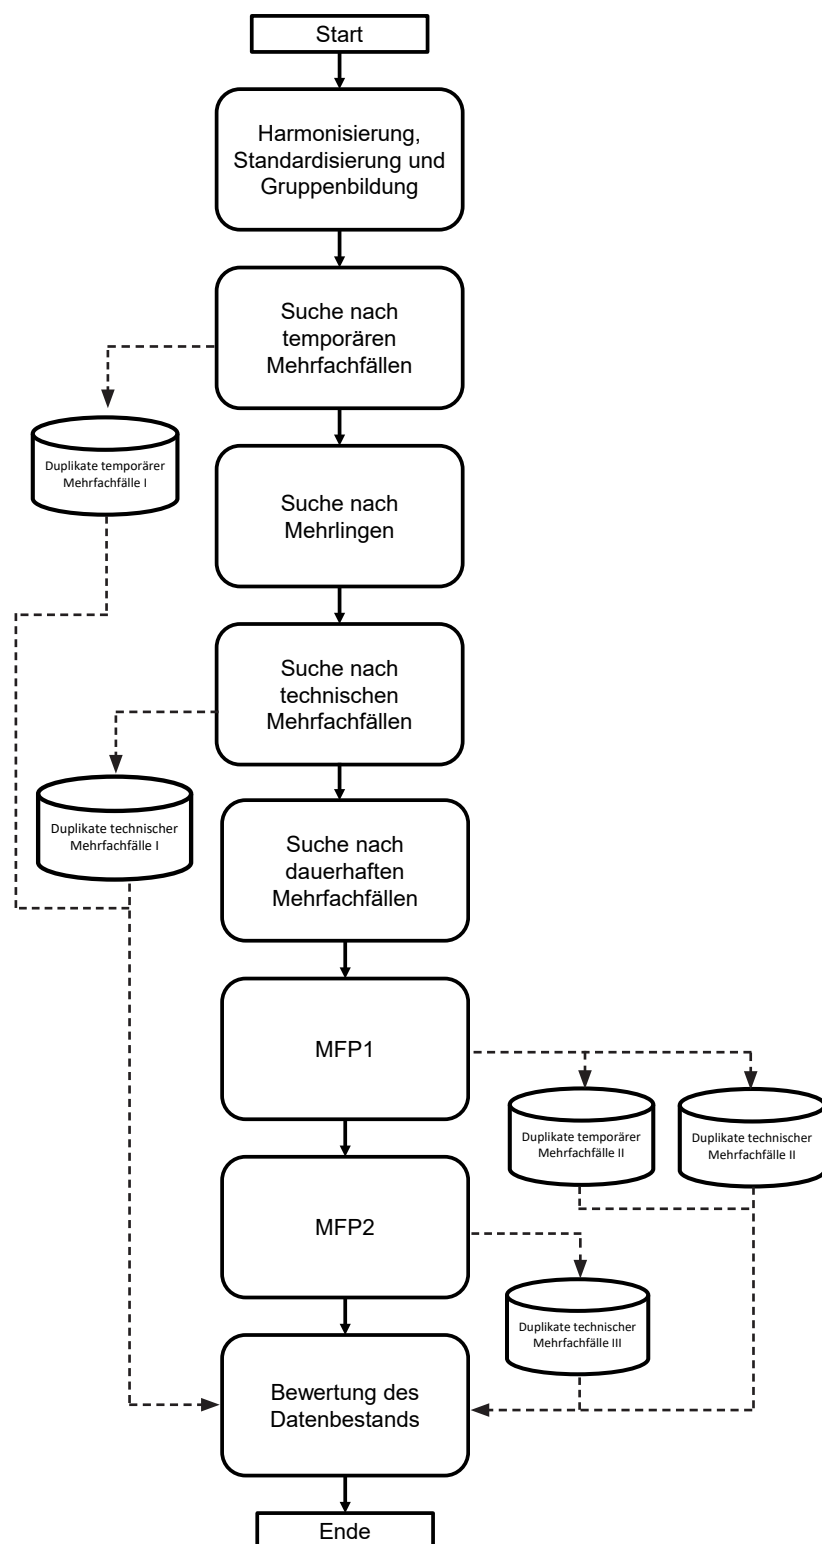 Start
Harmonisierung,
Standardisierung und
Gruppenbildung
Suche nach
temporären
Mehrfachfällen
Duplikate temporärer
Mehrfachfälle I
Suche nach
Mehrlingen
Suche nach
technischen
Mehrfachfällen
Duplikate technischer
Mehrfachfälle I
Suche nach
dauerhaften
Mehrfachfällen
MFP1
Duplikate temporärer
Mehrfachfälle II
Duplikate technischer
Mehrfachfälle II
MFP2
Duplikate technischer
Mehrfachfälle III
Bewertung des
Datenbestands
Ende